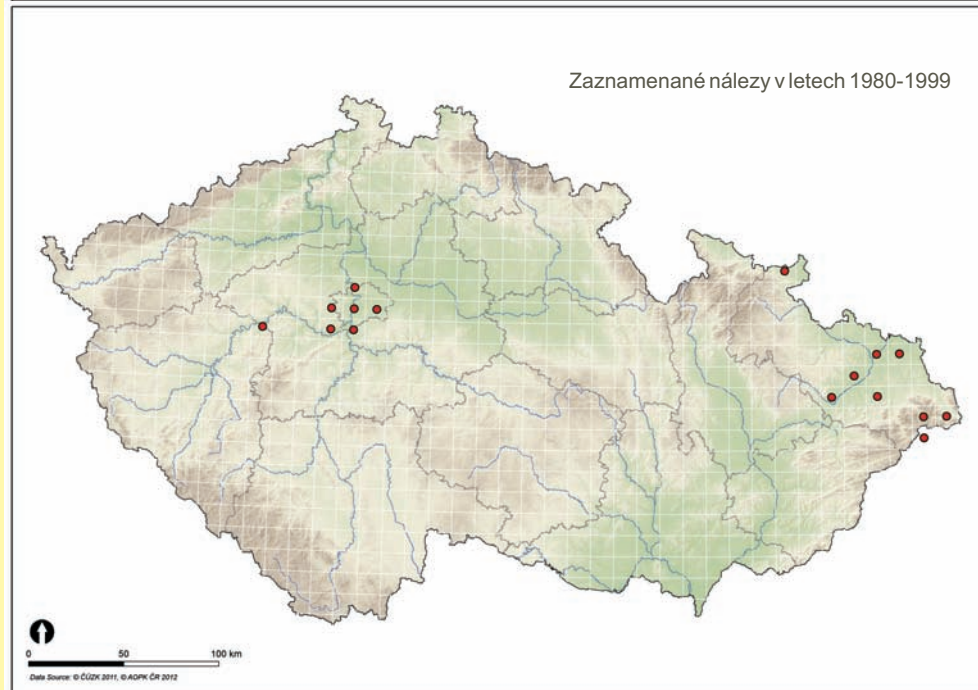 Zaznamenané nálezy v letech 1980-1999
0 50 100 km
Data Source: © ČÚZK 2011, © AOPK ČR 2012